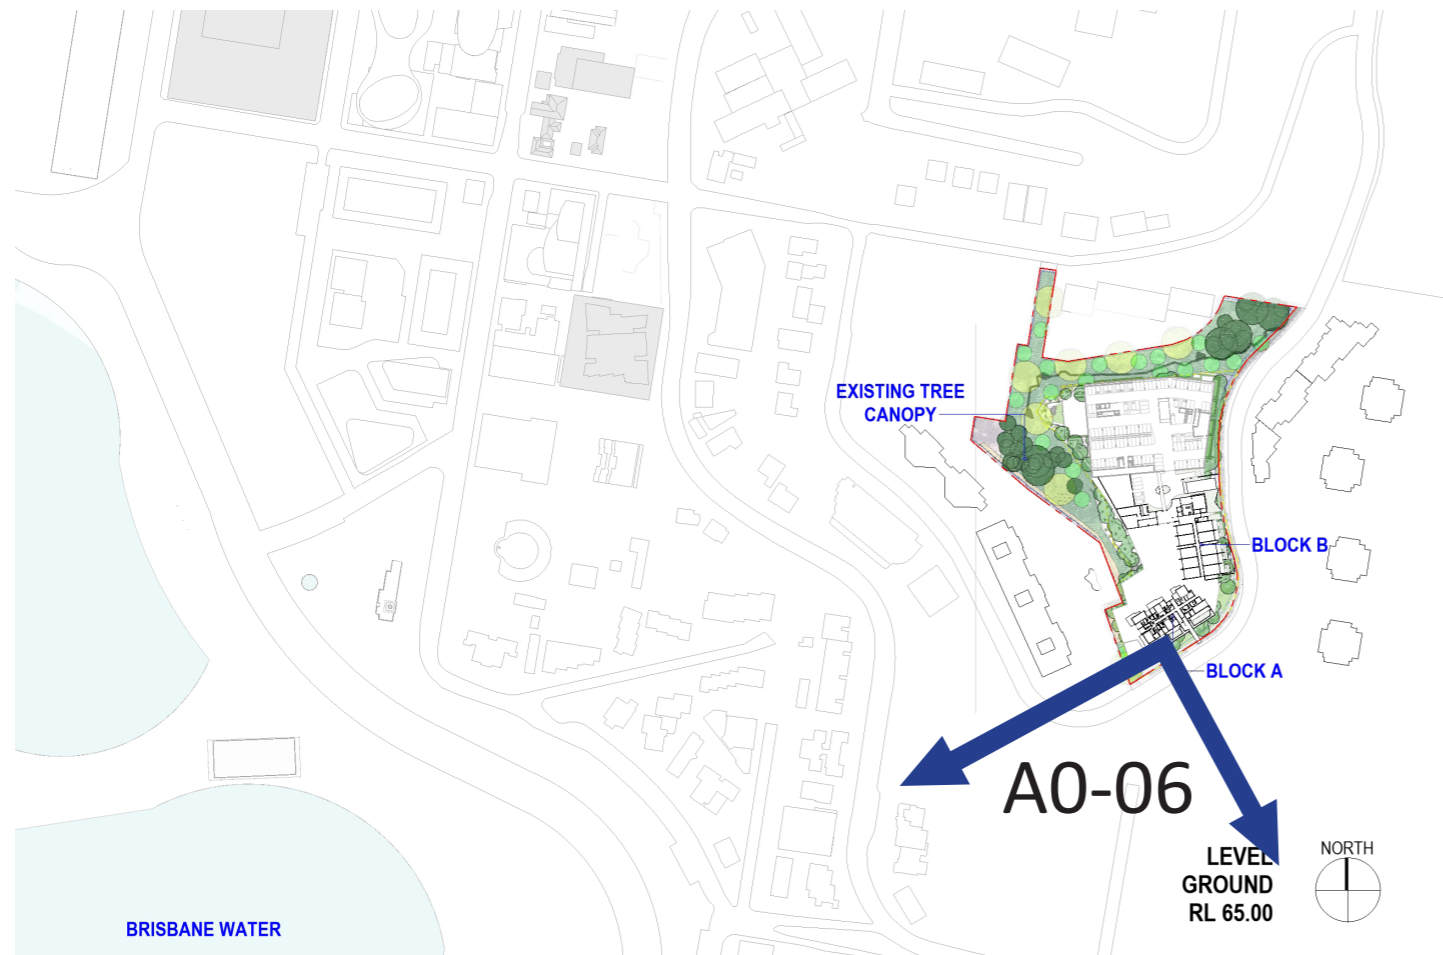 EXISTING TREE
CANOPY
BLOCK B
BLOCK A
A0-06
LEVEL
GROUND
RL 65.00
NORTH
BRISBANE WATER